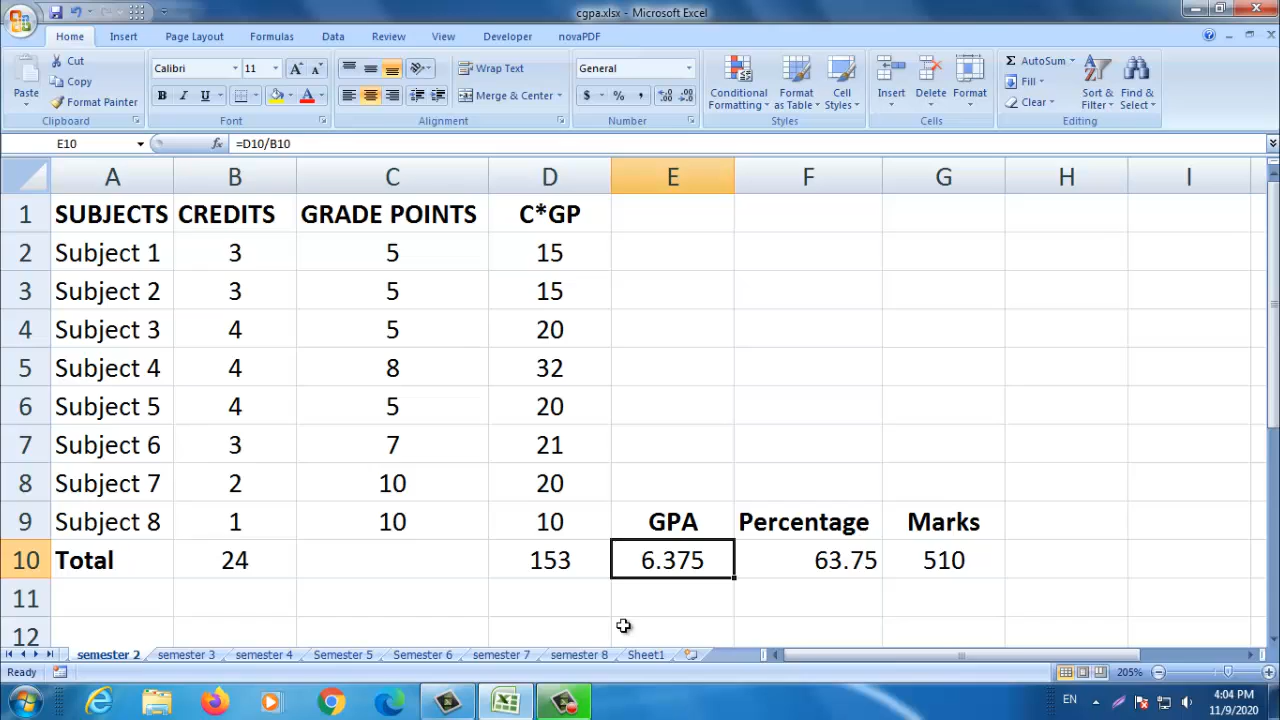 cgpa.xlsx - Microsoft Excel
Home Insert Page Layout Formulas Data Review View Developer novaPDF
Paste Cut Calibri 11 A A Wrap Text General Conditional Formatting Format as Table Cell Styles Insert Delete Format Σ AutoSum Sort & Filter Find & Select
Copy Fill
Format Painter B I U A Merge & Center $ % , Clear
Clipboard Font Alignment Number Styles Cells Editing
E10 fx =D10/B10
A B C D E F G H I
1 SUBJECTS CREDITS GRADE POINTS C*GP
2 Subject 1 3 5 15
3 Subject 2 3 5 15
4 Subject 3 4 5 20
5 Subject 4 4 8 32
6 Subject 5 4 5 20
7 Subject 6 3 7 21
8 Subject 7 2 10 20
9 Subject 8 1 10 10 GPA Percentage Marks
10 Total 24 153 6.375 63.75 510
11
12
semester 2 semester 3 semester 4 Semester 5 Semester 6 semester 7 semester 8 Sheet1
Ready 205%
EN 4:04 PM
11/9/2020